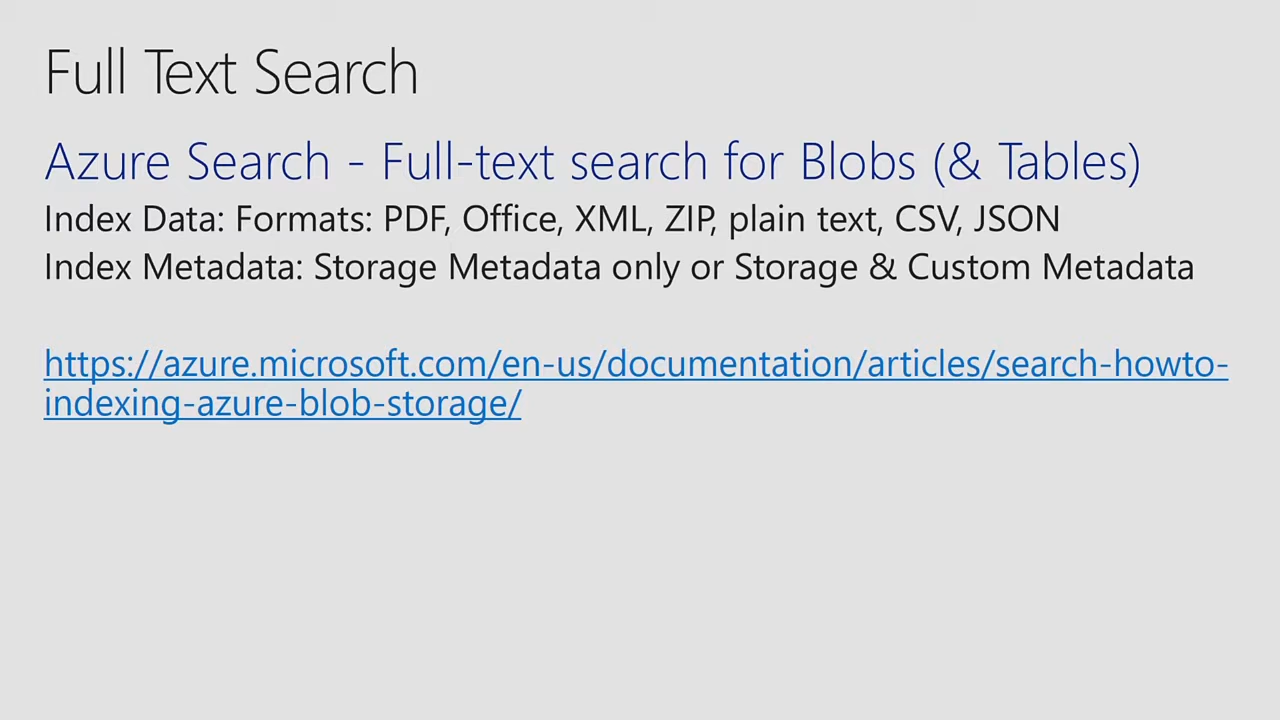 Full Text Search
Azure Search - Full-text search for Blobs (& Tables)
Index Data: Formats: PDF, Office, XML, ZIP, plain text, CSV, JSON
Index Metadata: Storage Metadata only or Storage & Custom Metadata
https://azure.microsoft.com/en-us/documentation/articles/search-howto-
indexing-azure-blob-storage/